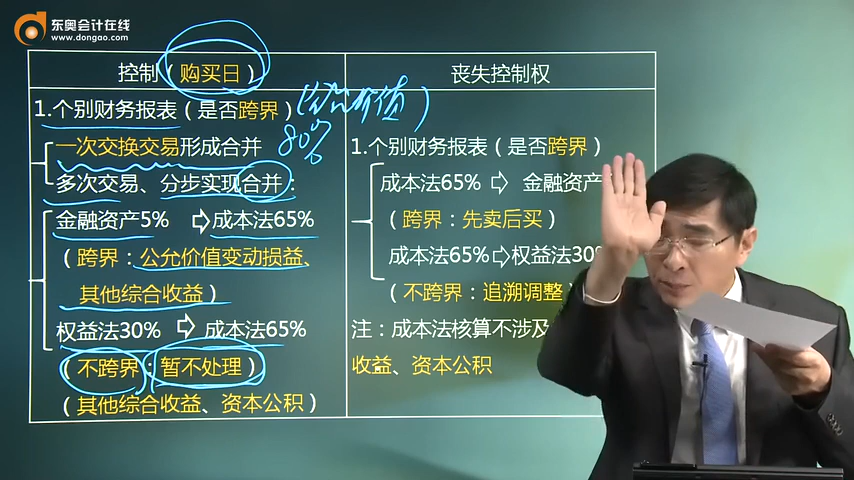 东奥会计在线
www.dongao.com
控制（购买日）
1.个别财务报表（是否跨界）（公允价值）
一次交换交易形成合并 80%
多次交易、分步实现合并：
金融资产5% ⇨成本法65%
（跨界：公允价值变动损益、
其他综合收益）
权益法30% ⇨ 成本法65%
（不跨界：暂不处理）
（其他综合收益、资本公积）
丧失控制权
1.个别财务报表（是否跨界）
成本法65% ⇨ 金融资产
（跨界：先卖后买）
成本法65%⇨权益法30%
（不跨界：追溯调整）
注：成本法核算不涉及
收益、资本公积